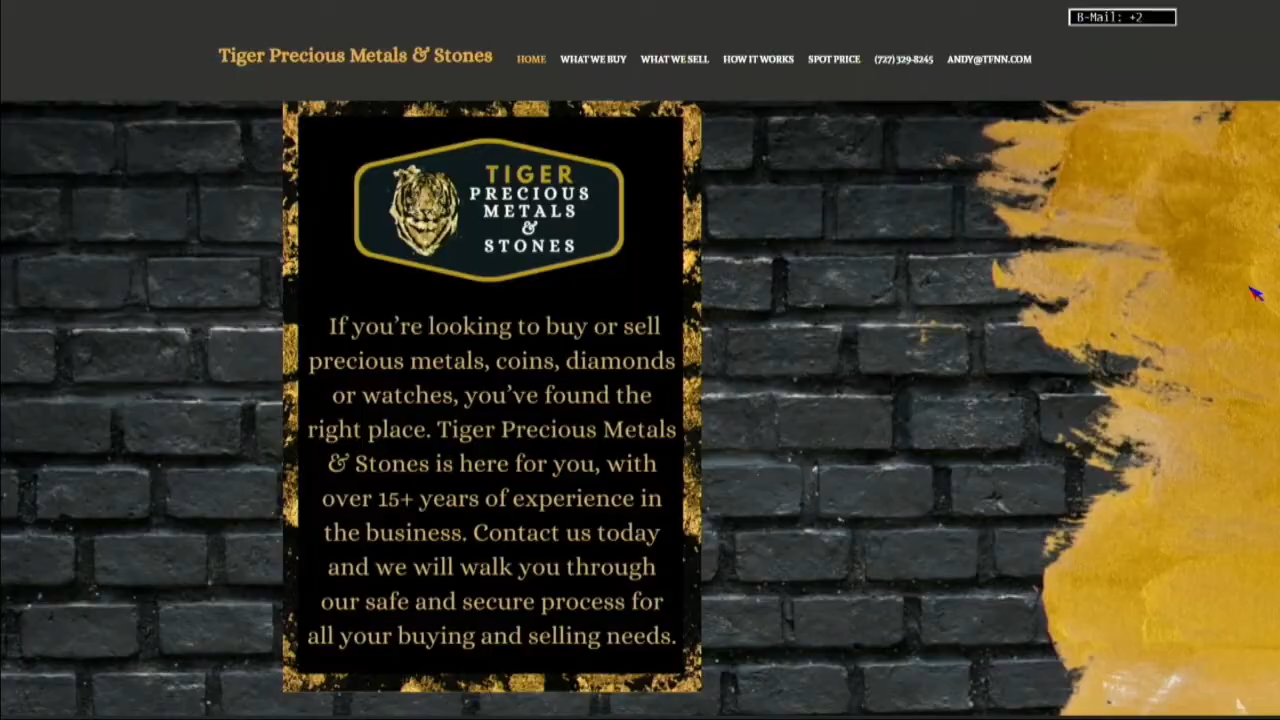 B-Mail: +2
Tiger Precious Metals & Stones
HOME WHAT WE BUY WHAT WE SELL HOW IT WORKS SPOT PRICE (727) 329-8245 ANDY@TFNN.COM
TIGER
PRECIOUS
METALS
&
STONES
If you’re looking to buy or sell
precious metals, coins, diamonds
or watches, you’ve found the
right place. Tiger Precious Metals
& Stones is here for you, with
over 15+ years of experience in
the business. Contact us today
and we will walk you through
our safe and secure process for
all your buying and selling needs.